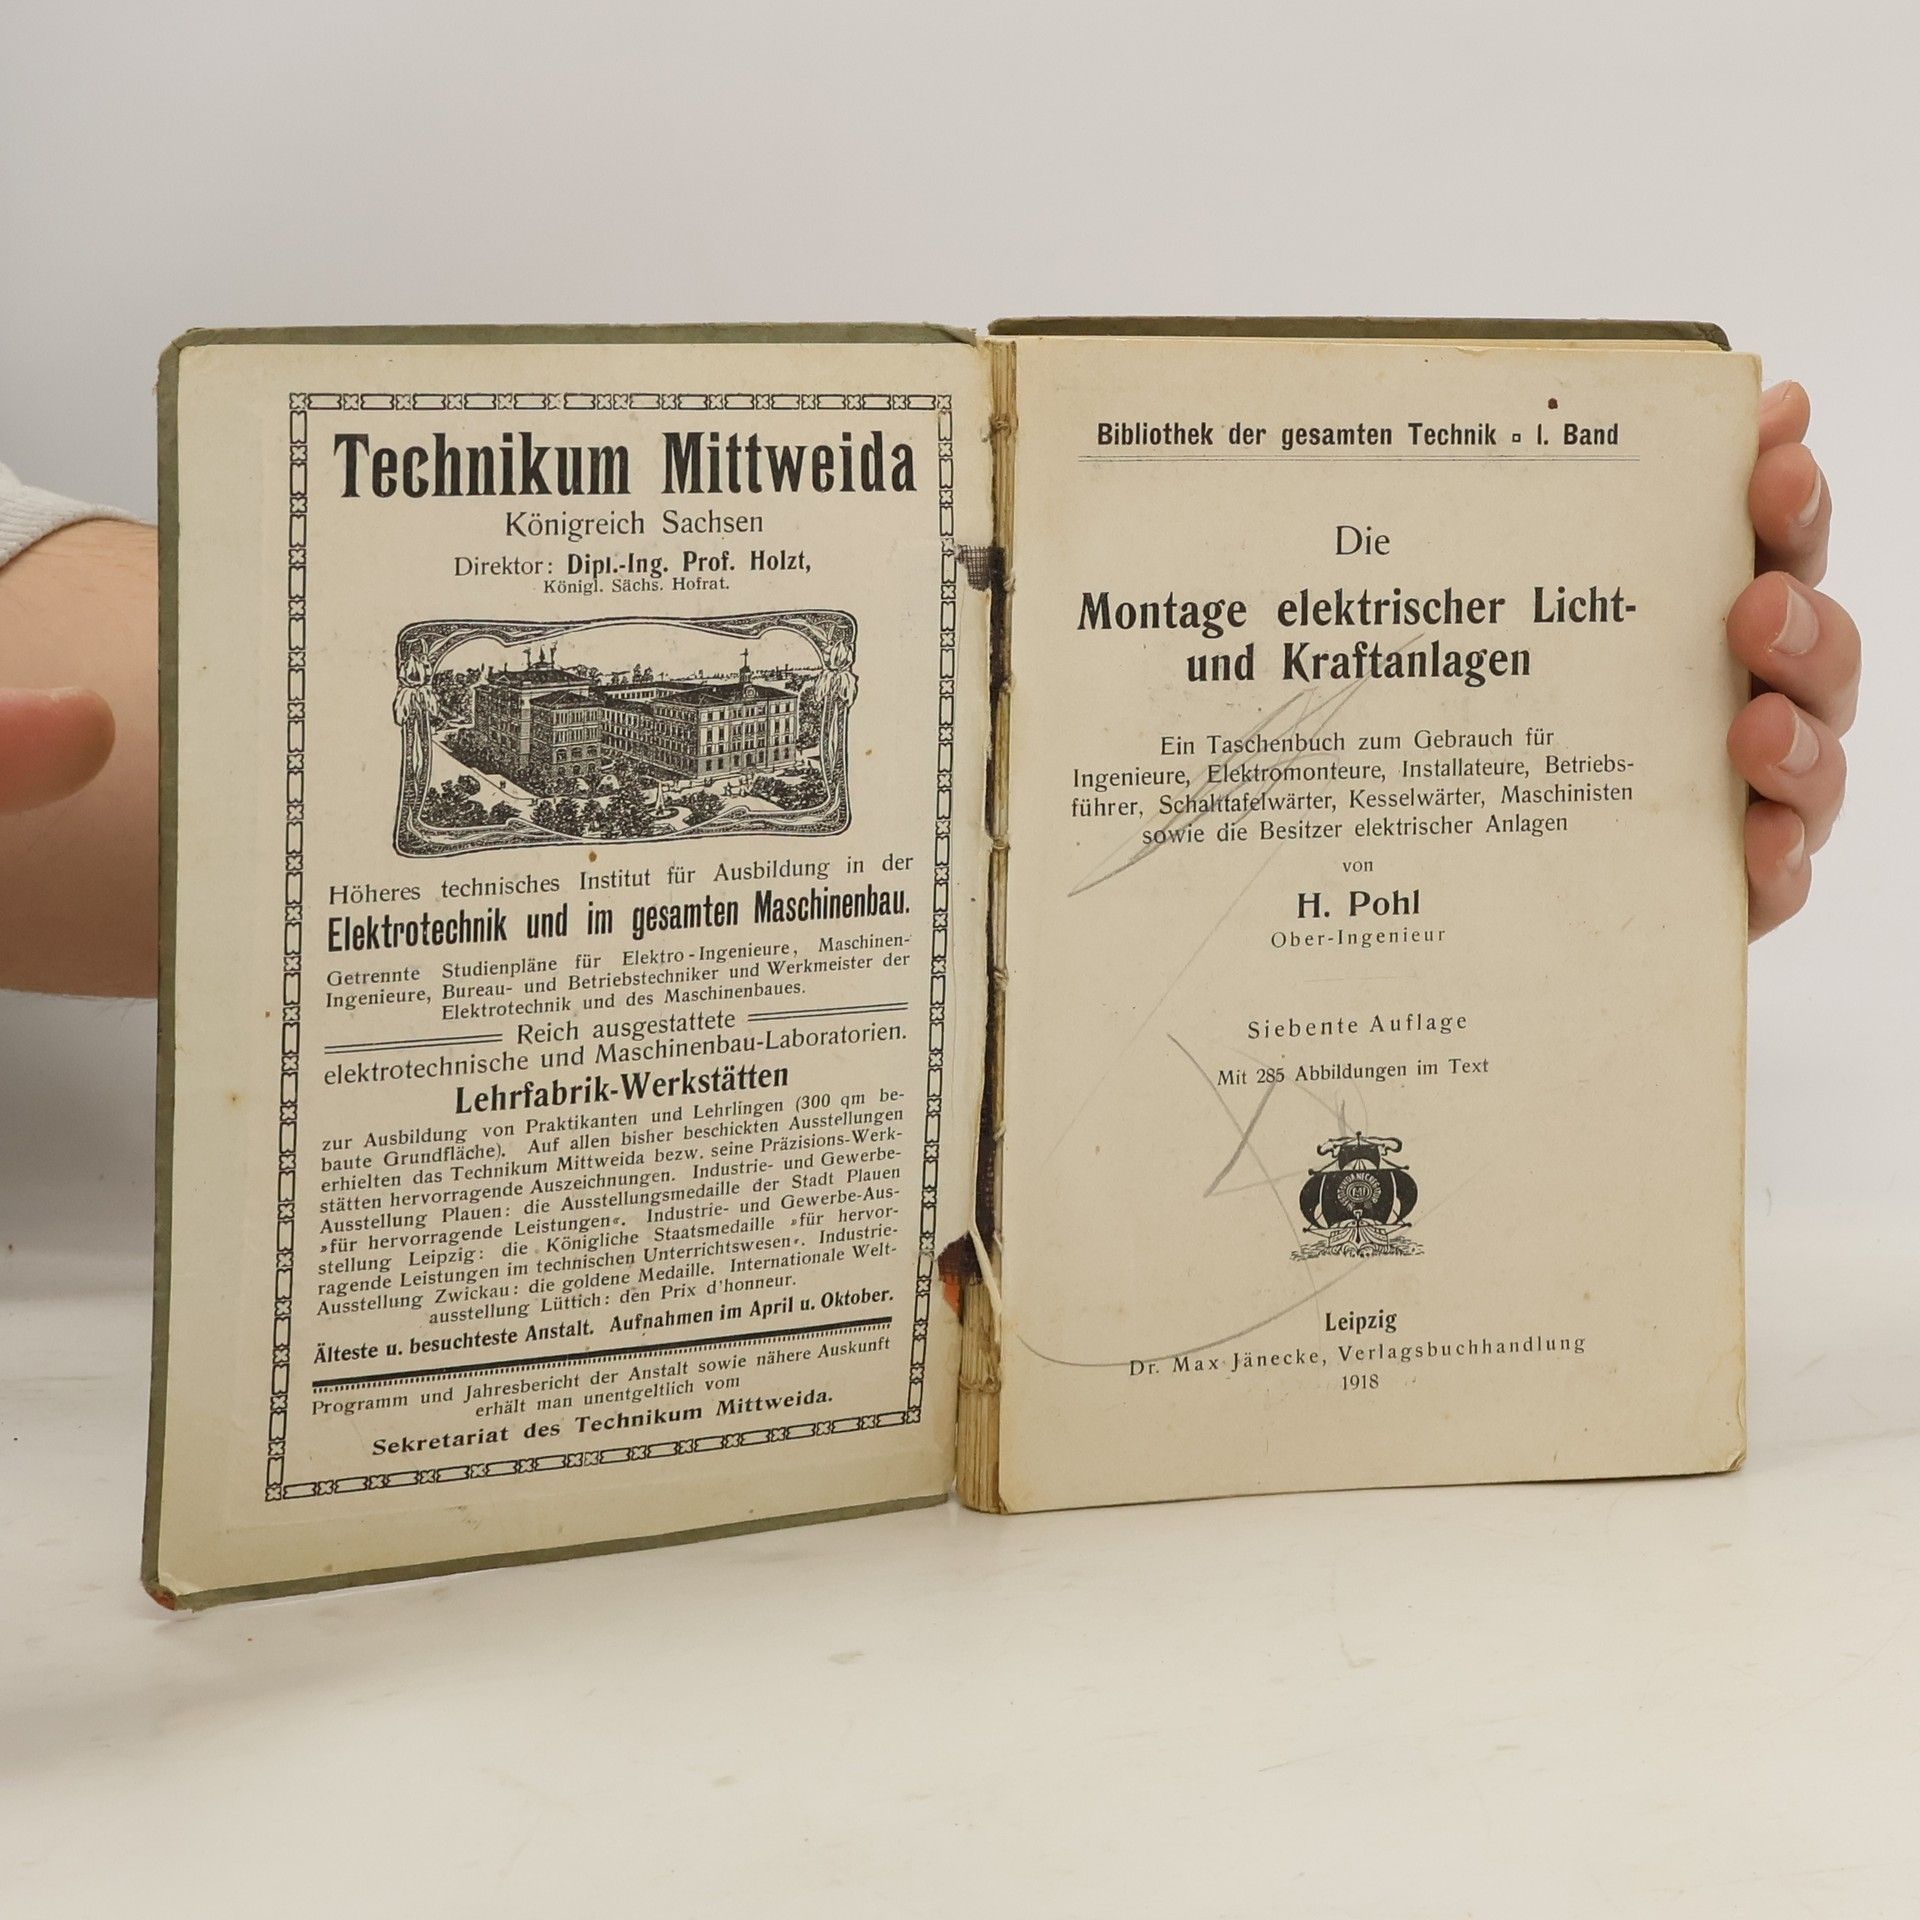 Technikum Mittweida
Königreich Sachsen
Direktor: Dipl.-Ing. Prof. Holzt,
Königl. Sächs. Hofrat.
Höheres technisches Institut für Ausbildung in der
Elektrotechnik und im gesamten Maschinenbau.
Getrennte Studienpläne für Elektro-Ingenieure, Maschinen-
Ingenieure, Bureau- und Betriebstechniker und Werkmeister der
Elektrotechnik und des Maschinenbaues.
Reich ausgestattete
elektrotechnische und Maschinenbau-Laboratorien.
Lehrfabrik-Werkstätten
zur Ausbildung von Praktikanten und Lehrlingen (300 qm be-
baute Grundfläche). Auf allen bisher beschickten Ausstellungen
erhielten das Technikum Mittweida bezw. seine Präzisions-Werk-
stätten hervorragende Auszeichnungen. Industrie- und Gewerbe-
Ausstellung Plauen: die Ausstellungsmedaille der Stadt Plauen
»für hervorragende Leistungen«. Industrie- und Gewerbe-Aus-
stellung Leipzig: die Königliche Staatsmedaille »für hervor-
ragende Leistungen im technischen Unterrichtswesen«. Industrie-
Ausstellung Zwickau: die goldene Medaille. Internationale Welt-
ausstellung Lüttich: den Prix d'honneur.
Älteste u. besuchteste Anstalt. Aufnahmen im April u. Oktober.
Programm und Jahresbericht der Anstalt sowie nähere Auskunft
erhält man unentgeltlich vom
Sekretariat des Technikum Mittweida.
Bibliothek der gesamten Technik ▫ I. Band
Die
Montage elektrischer Licht-
und Kraftanlagen
Ein Taschenbuch zum Gebrauch für
Ingenieure, Elektromonteure, Installateure, Betriebs-
führer, Schalttafelwärter, Kesselwärter, Maschinisten
sowie die Besitzer elektrischer Anlagen
von
H. Pohl
Ober-Ingenieur
Siebente Auflage
Mit 285 Abbildungen im Text
Leipzig
Dr. Max Jänecke, Verlagsbuchhandlung
1918